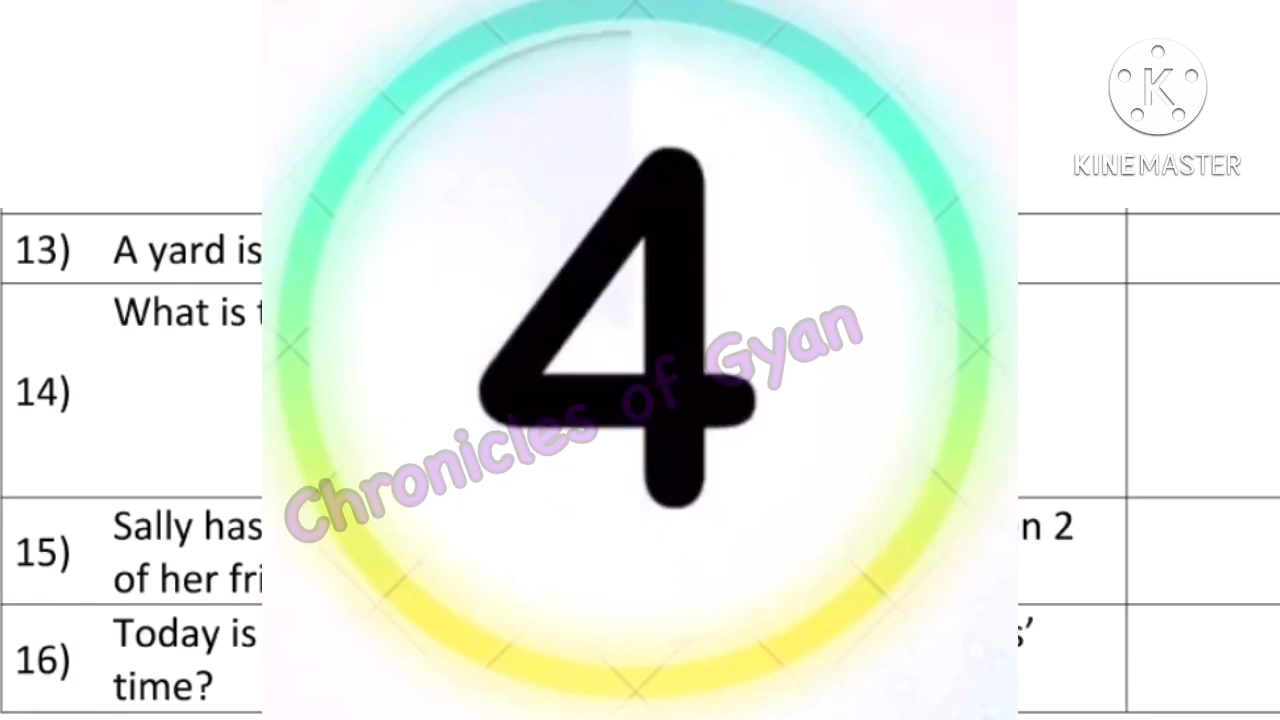 K
KINEMASTER
4
Chronicles of Gyan
13) A yard is
What is
14)
Sally has n 2
15)
of her fri
Today is s’
16)
time?